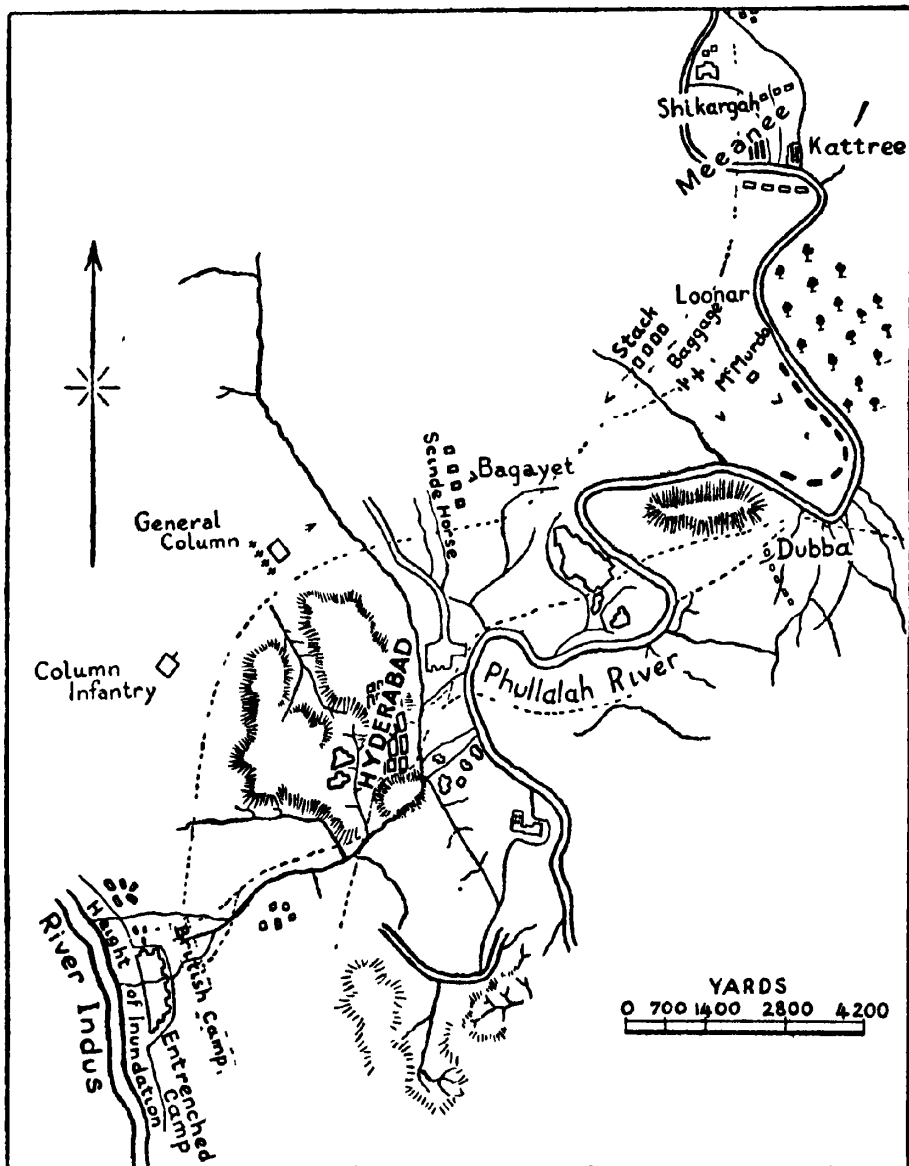 Shikargah
Meeanee
Kattree
Loonar
Stack
Baggage
McMurdo
Scinde Horse
Bagayet
General
Column
Dubba
Column
Infantry
HYDERABAD
Phullalah River
River Indus
Height of Inundation
British Camp
Entrenched
Camp
YARDS
0 700 1400 2800 4200